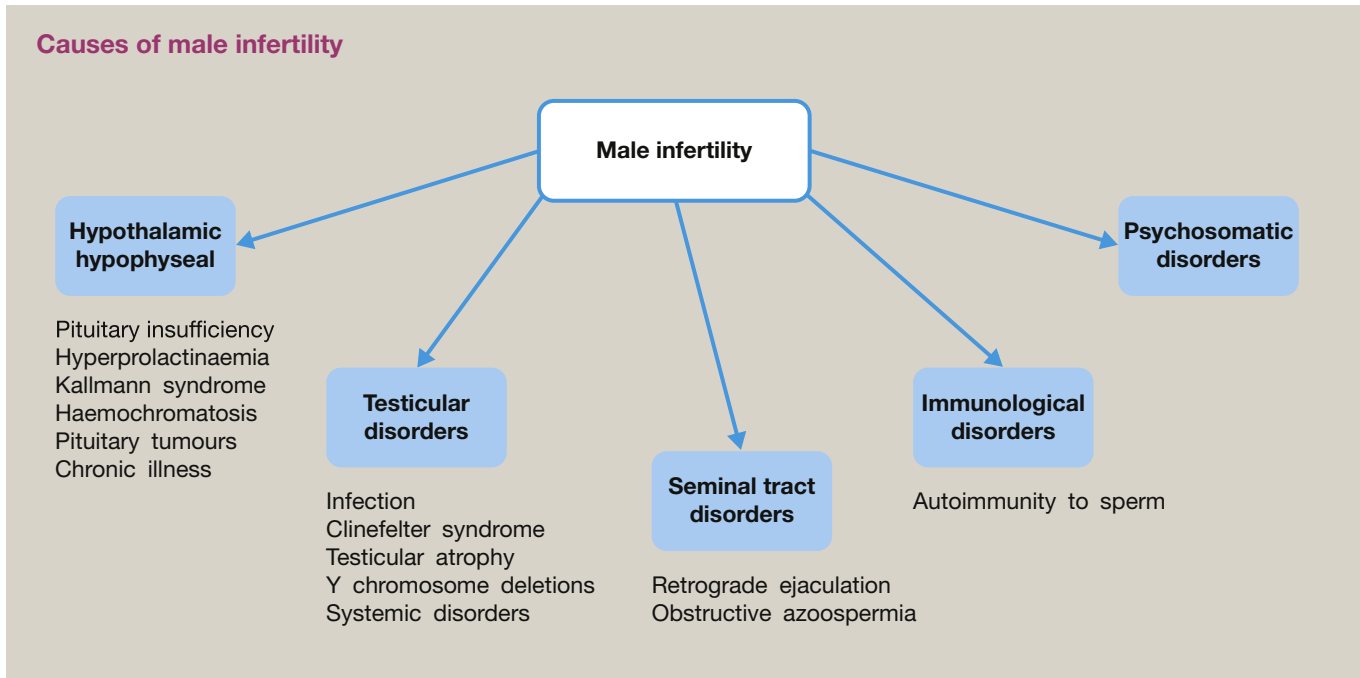 Causes of male infertility
Male infertility
Hypothalamic
hypophyseal
Pituitary insufficiency
Hyperprolactinaemia
Kallmann syndrome
Haemochromatosis
Pituitary tumours
Chronic illness
Testicular
disorders
Infection
Clinefelter syndrome
Testicular atrophy
Y chromosome deletions
Systemic disorders
Seminal tract
disorders
Retrograde ejaculation
Obstructive azoospermia
Immunological
disorders
Autoimmunity to sperm
Psychosomatic
disorders